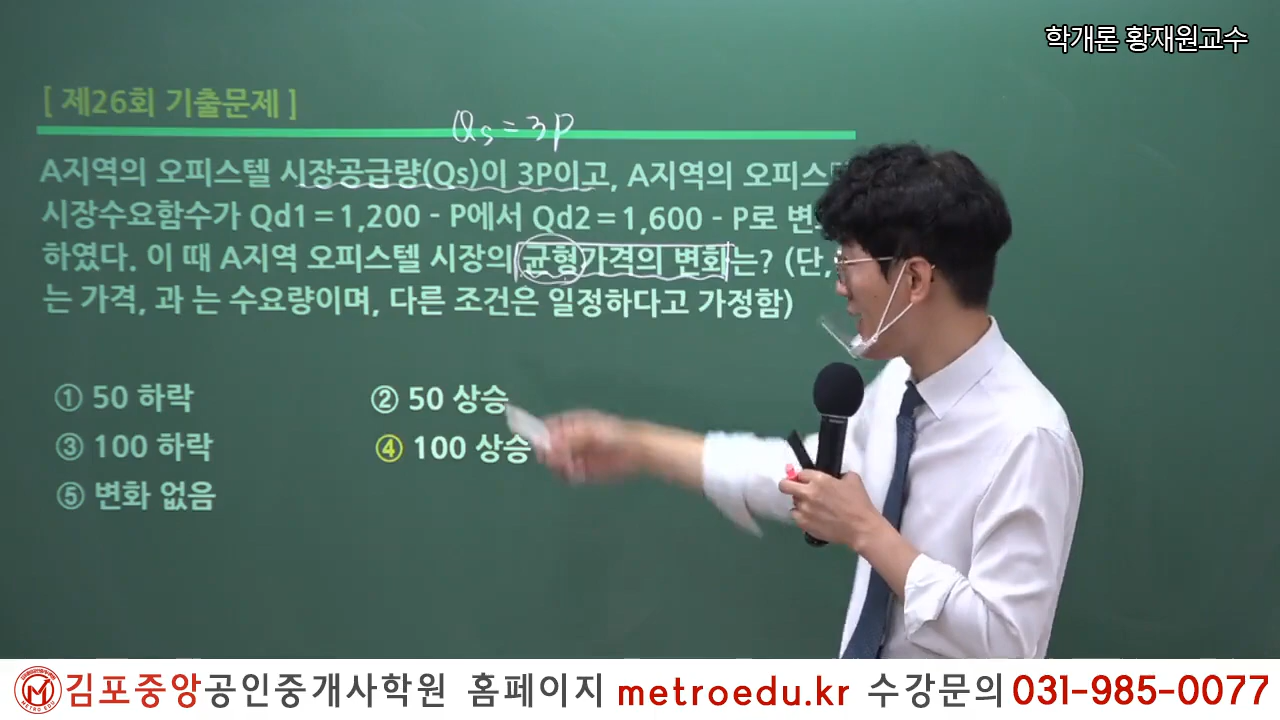 학개론 황재원교수
[ 제26회 기출문제 ]
Qs = 3P
A지역의 오피스텔 시장공급량(Qs)이 3P이고, A지역의 오피스
시장수요함수가 Qd1 = 1,200 - P에서 Qd2 = 1,600 - P로 변
하였다. 이 때 A지역 오피스텔 시장의 균형가격의 변화는? (단,
는 가격, 과 는 수요량이며, 다른 조건은 일정하다고 가정함)
① 50 하락 ② 50 상승
③ 100 하락 ④ 100 상승
⑤ 변화 없음
김포중앙공인중개사학원 홈페이지 metroedu.kr 수강문의 031-985-0077